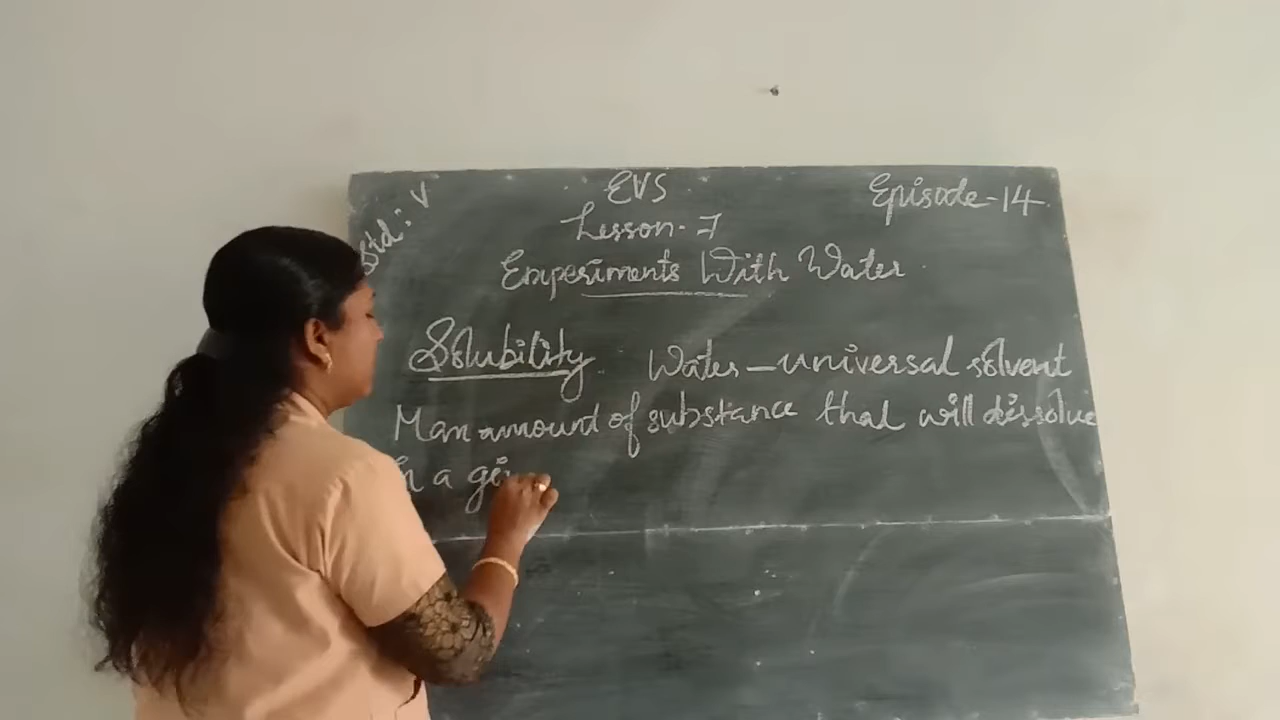 Std: V
EVS
Episode-14.
Lesson-7
Experiments With Water.
Solubility. Water - universal solvent
Max amount of substance that will dissolve
in a giv